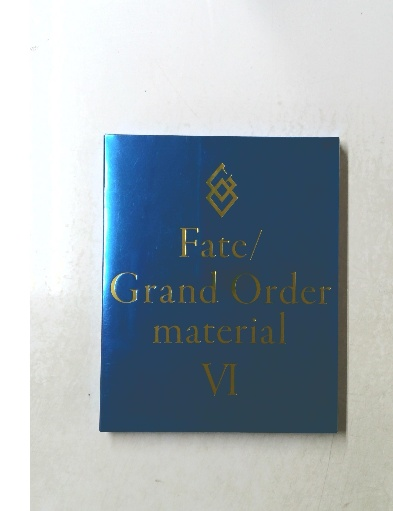 Fate/
Grand Order
material
VI